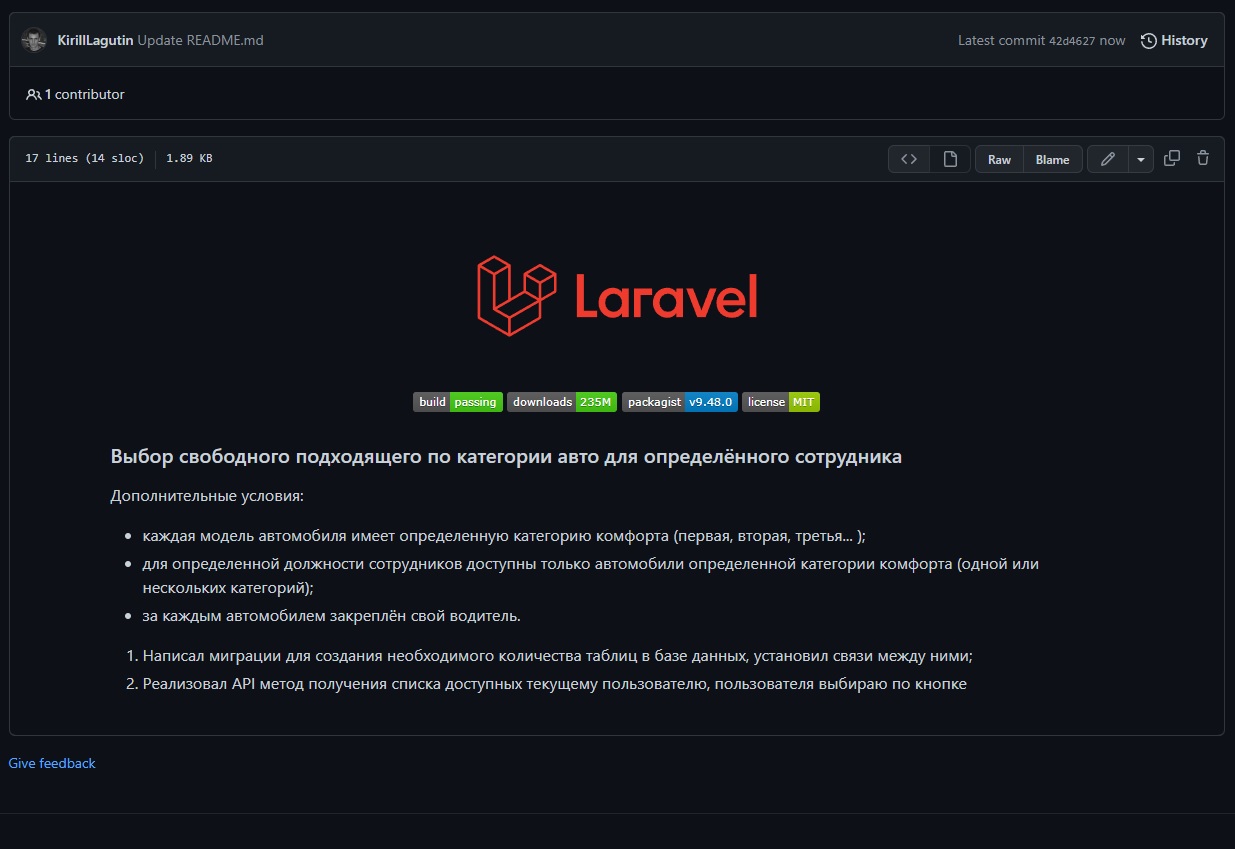 KirillLagutin Update README.md
Latest commit 42d4627 now
History
1 contributor
17 lines (14 sloc)
1.89 KB
Raw
Blame
Laravel
build passing
downloads 235M
packagist v9.48.0
license MIT
Выбор свободного подходящего по категории авто для определённого сотрудника
Дополнительные условия:
каждая модель автомобиля имеет определенную категорию комфорта (первая, вторая, третья... );
для определенной должности сотрудников доступны только автомобили определенной категории комфорта (одной или
нескольких категорий);
за каждым автомобилем закреплён свой водитель.
1. Написал миграции для создания необходимого количества таблиц в базе данных, установил связи между ними;
2. Реализовал API метод получения списка доступных текущему пользователю, пользователя выбираю по кнопке
Give feedback